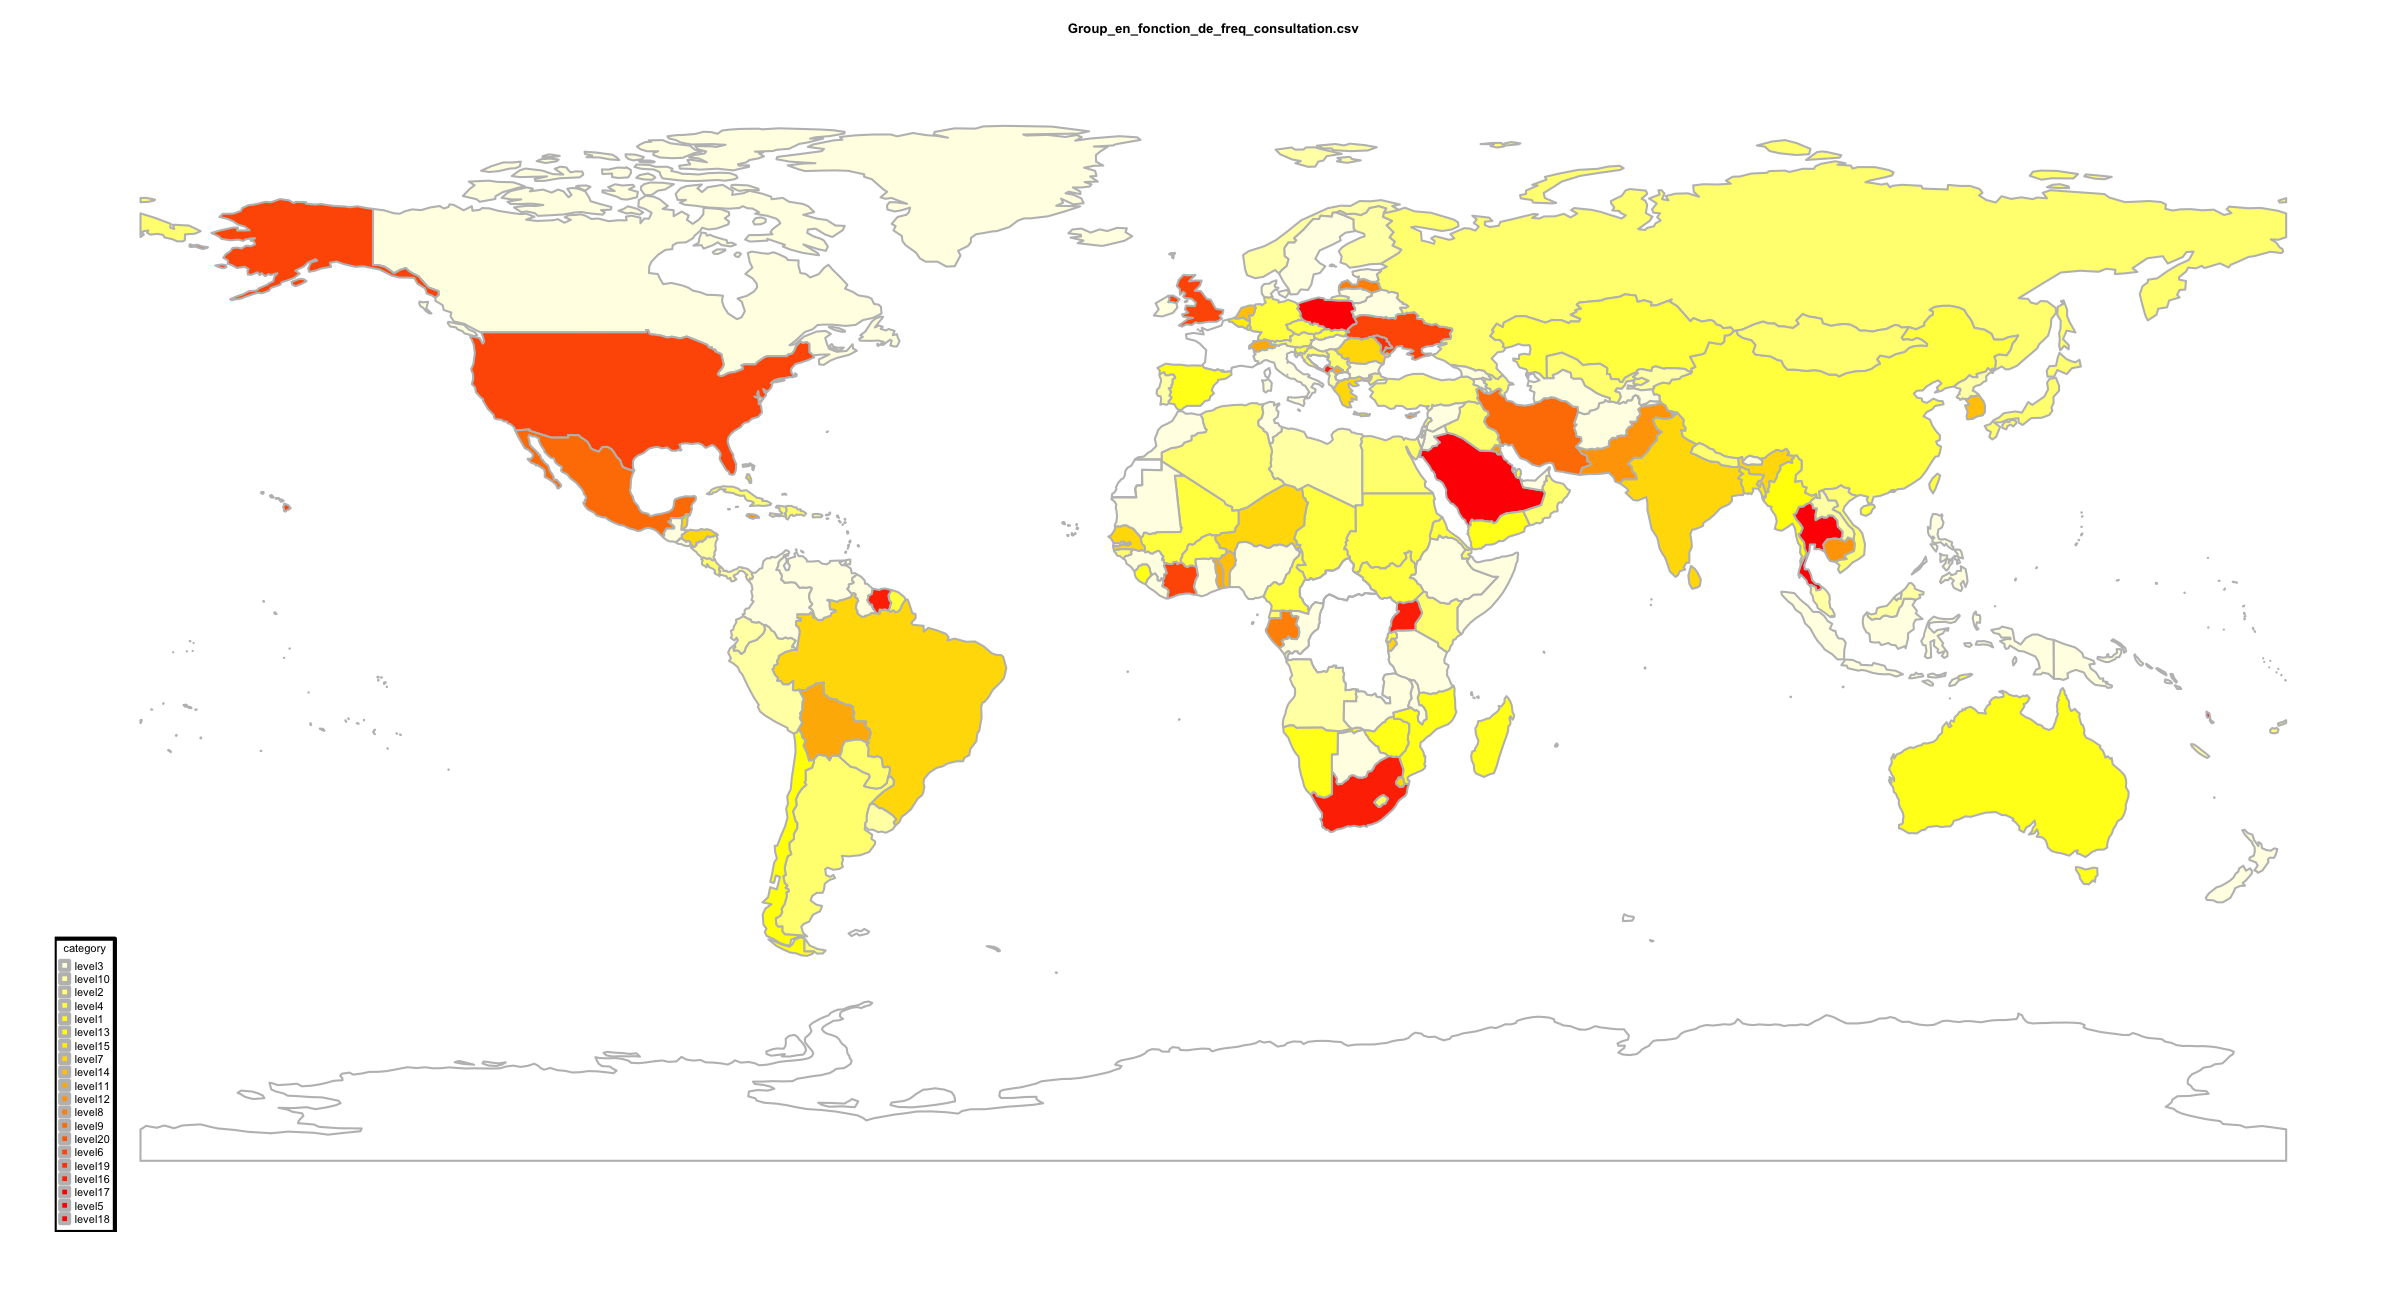 Group_en_fonction_de_freq_consultation.csv
category
level3
level10
level2
level4
level1
level13
level15
level7
level14
level11
level12
level8
level9
level20
level6
level19
level16
level17
level5
level18